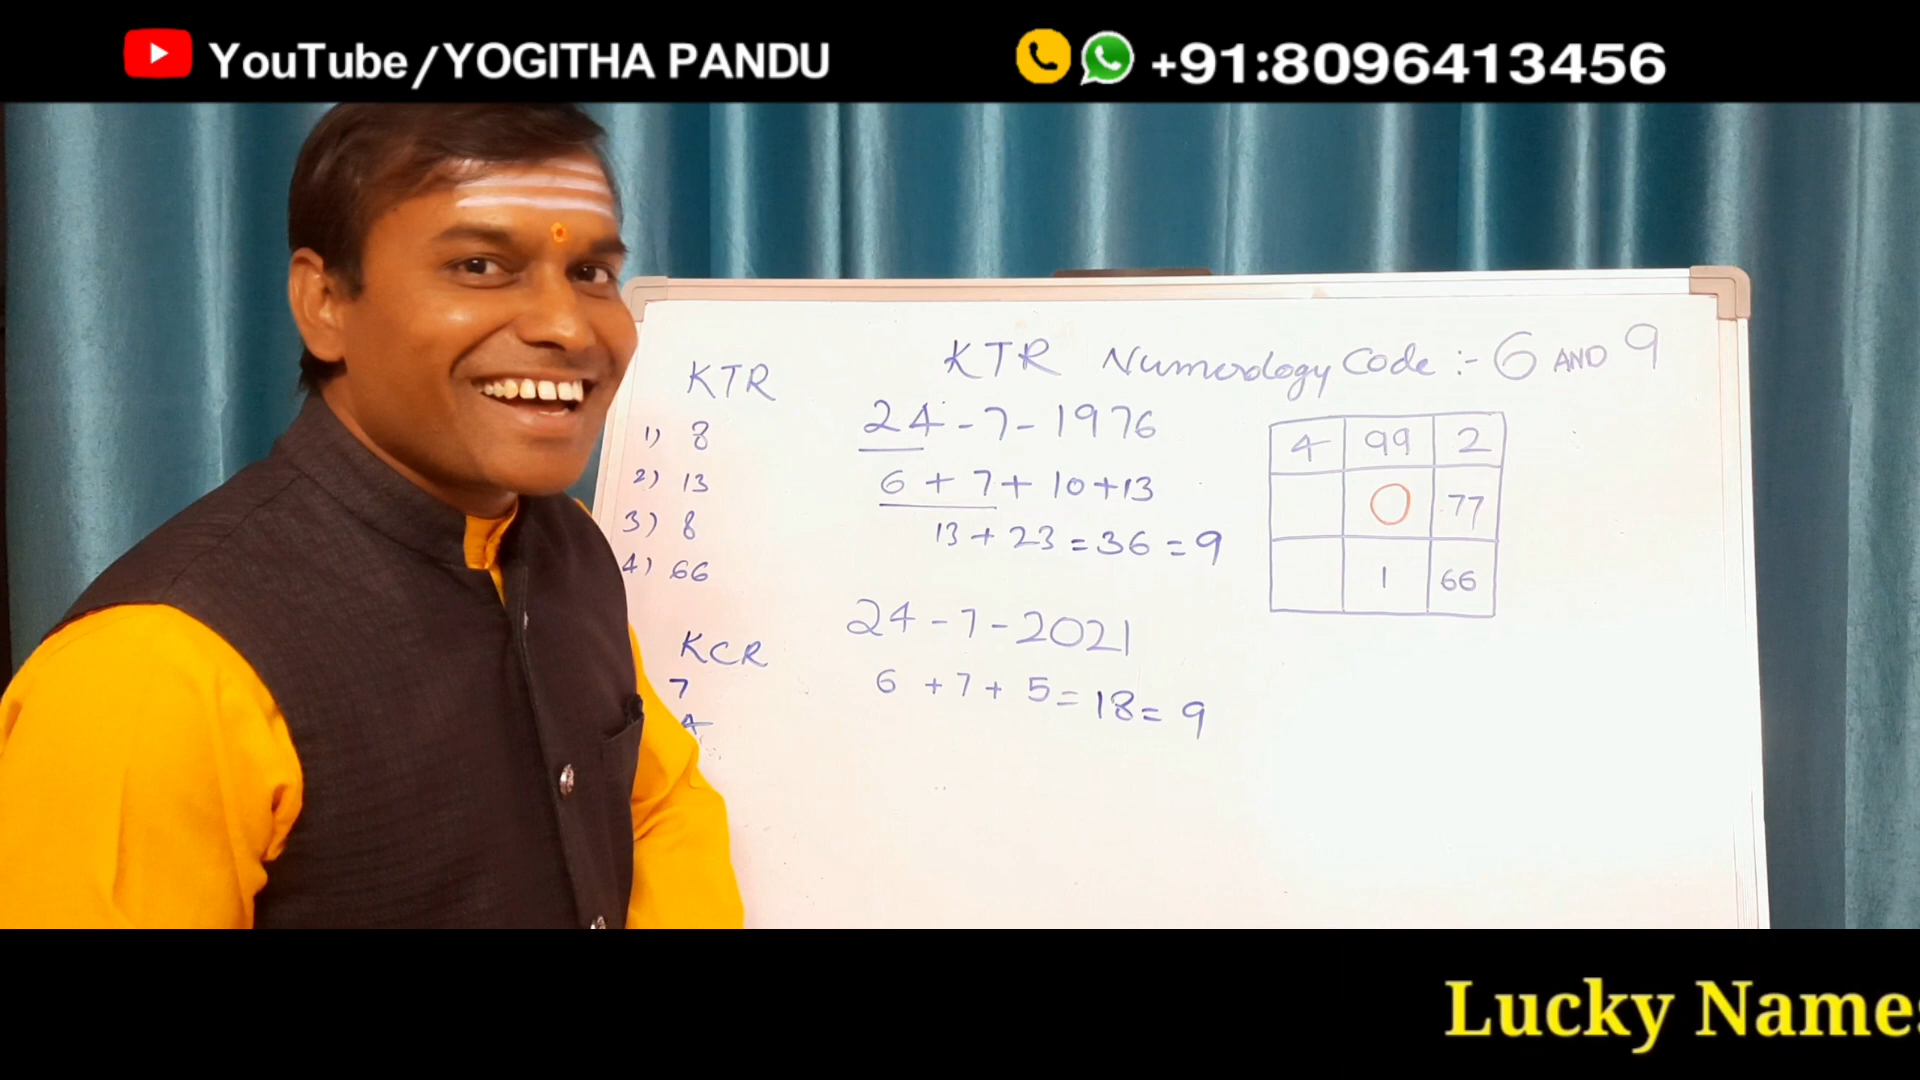 YouTube/YOGITHA PANDU
+91:8096413456
KTR
1) 8
2) 13
3) 8
4) 66
KCR
7
4
KTR Numerology Code :- 6 AND 9
24-7-1976
6 + 7 + 10+13
13 + 23 = 36 = 9
24-7-2021
6 + 7 + 5 = 18 = 9
4 99 2
0 77
1 66
Lucky Names